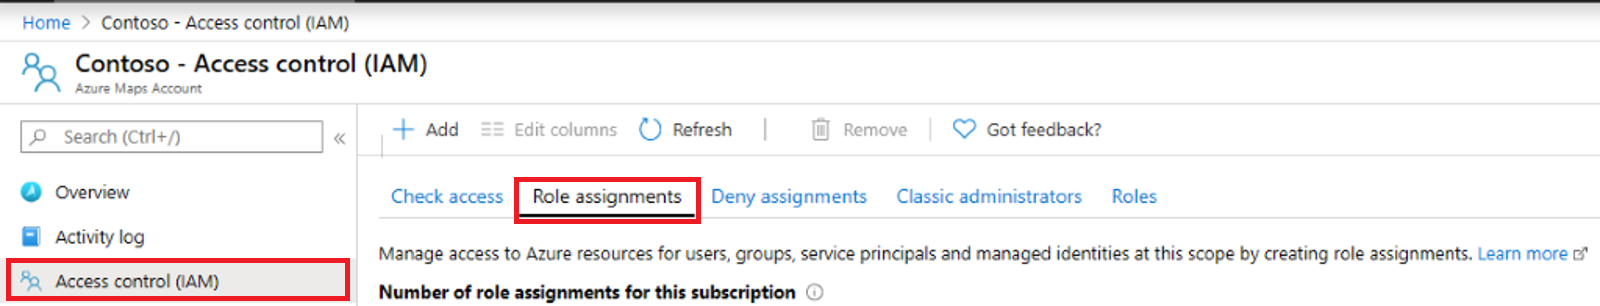 Home > Contoso - Access control (IAM)
Contoso - Access control (IAM)
Azure Maps Account
Search (Ctrl+/) «
+ Add Edit columns Refresh | Remove | Got feedback?
Overview
Activity log
Access control (IAM)
Check access Role assignments Deny assignments Classic administrators Roles
Manage access to Azure resources for users, groups, service principals and managed identities at this scope by creating role assignments. Learn more
Number of role assignments for this subscription